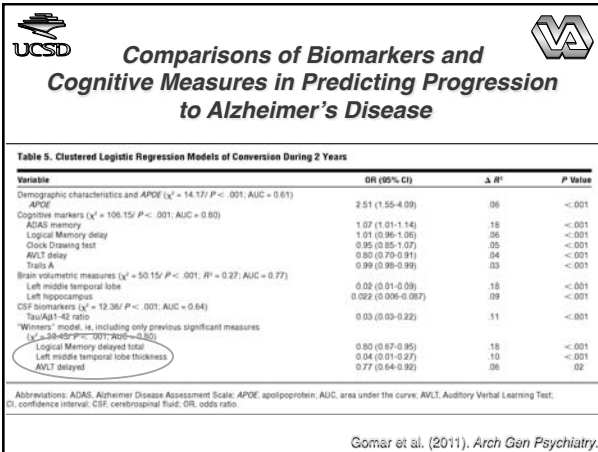 UCSD
VA
Comparisons of Biomarkers and
Cognitive Measures in Predicting Progression
to Alzheimer's Disease
Table 5. Clustered Logistic Regression Models of Conversion During 2 Years
Variable OR (95% CI) Δ R² P Value
Demographic characteristics and APOE (χ² = 14.17/ P < .001; AUC = 0.61)
APOE 2.51 (1.55-4.09) .06 <.001
Cognitive markers (χ² = 106.15/ P < .001; AUC = 0.80)
ADAS memory 1.07 (1.01-1.14) .18 <.001
Logical Memory delay 1.01 (0.96-1.06) .06 <.001
Clock Drawing test 0.95 (0.85-1.07) .05 <.001
AVLT delay 0.80 (0.70-0.91) .04 <.001
Trails A 0.99 (0.98-0.99) .03 <.001
Brain volumetric measures (χ² = 50.15/ P < .001; R² = 0.27; AUC = 0.77)
Left middle temporal lobe 0.02 (0.01-0.09) .18 <.001
Left hippocampus 0.022 (0.006-0.087) .09 <.001
CSF biomarkers (χ² = 12.36/ P < .001; AUC = 0.64)
Tau/Aβ1-42 ratio 0.03 (0.03-0.22) .11 <.001
"Winners" model, ie, including only previous significant measures
(χ² = 39.45/ P < .001; AUC = 0.80)
Logical Memory delayed total 0.80 (0.67-0.95) .18 <.001
Left middle temporal lobe thickness 0.04 (0.01-0.27) .10 <.001
AVLT delayed 0.77 (0.64-0.92) .06 .02
Abbreviations: ADAS, Alzheimer Disease Assessment Scale; APOE, apolipoprotein; AUC, area under the curve; AVLT, Auditory Verbal Learning Test;
CI, confidence interval; CSF, cerebrospinal fluid; OR, odds ratio.
Gomar et al. (2011). Arch Gen Psychiatry.